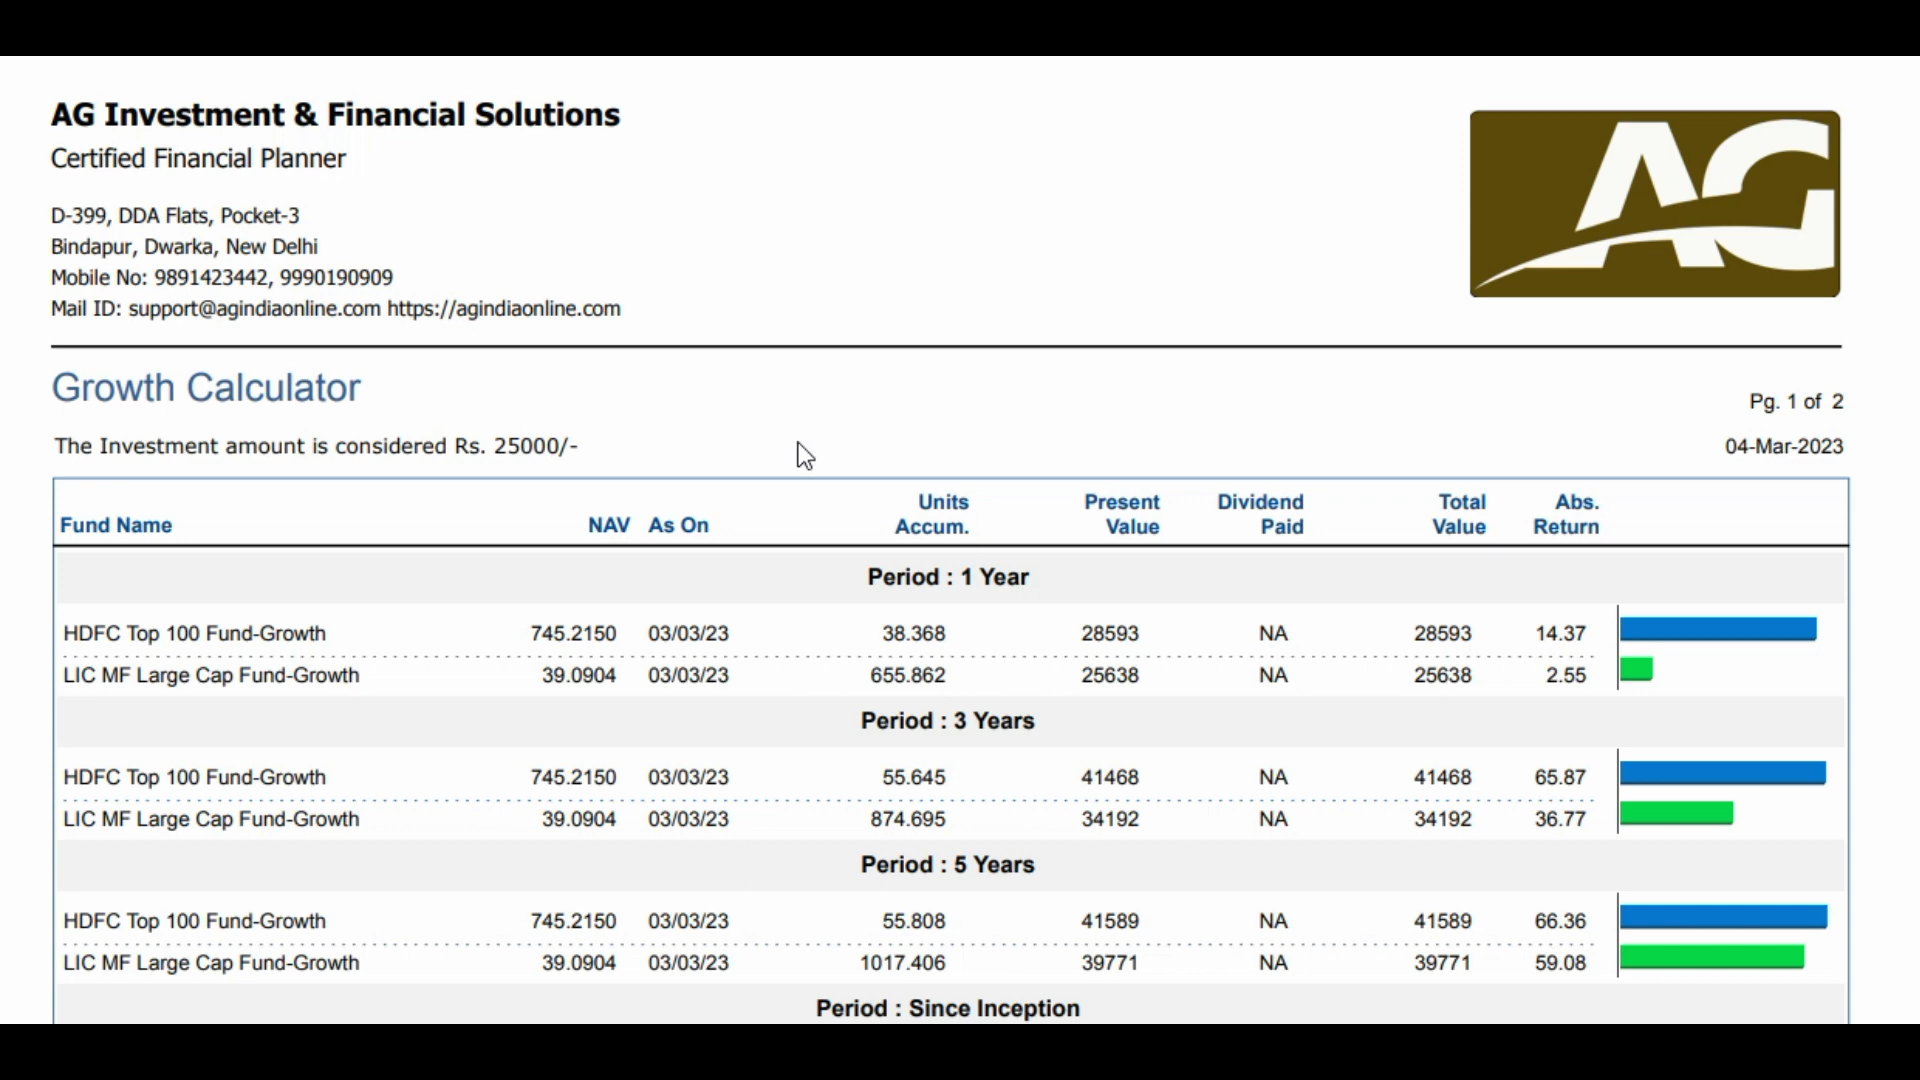 AG Investment & Financial Solutions
Certified Financial Planner
D-399, DDA Flats, Pocket-3
Bindapur, Dwarka, New Delhi
Mobile No: 9891423442, 9990190909
Mail ID: support@agindiaonline.com https://agindiaonline.com
AG
Growth Calculator
Pg. 1 of 2
The Investment amount is considered Rs. 25000/-
04-Mar-2023
Fund Name NAV As On Units Accum. Present Value Dividend Paid Total Value Abs. Return
Period : 1 Year
HDFC Top 100 Fund-Growth 745.2150 03/03/23 38.368 28593 NA 28593 14.37
LIC MF Large Cap Fund-Growth 39.0904 03/03/23 655.862 25638 NA 25638 2.55
Period : 3 Years
HDFC Top 100 Fund-Growth 745.2150 03/03/23 55.645 41468 NA 41468 65.87
LIC MF Large Cap Fund-Growth 39.0904 03/03/23 874.695 34192 NA 34192 36.77
Period : 5 Years
HDFC Top 100 Fund-Growth 745.2150 03/03/23 55.808 41589 NA 41589 66.36
LIC MF Large Cap Fund-Growth 39.0904 03/03/23 1017.406 39771 NA 39771 59.08
Period : Since Inception